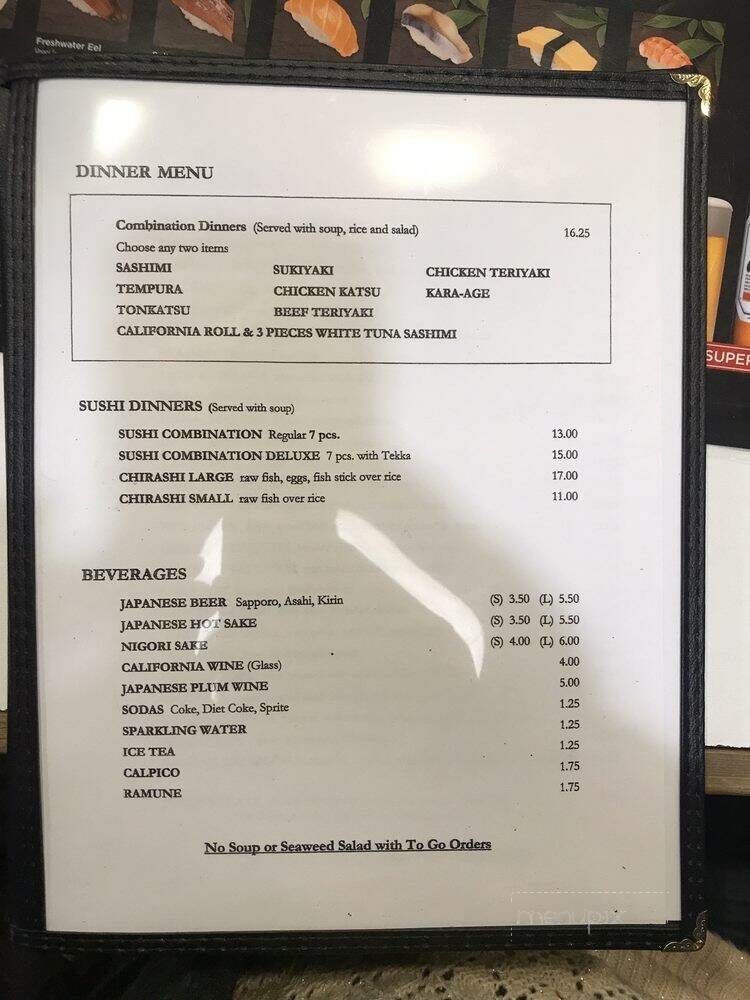 Freshwater Eel
DINNER MENU
Combination Dinners (Served with soup, rice and salad) 16.25
Choose any two items
SASHIMI SUKIYAKI CHICKEN TERIYAKI
TEMPURA CHICKEN KATSU KARA-AGE
TONKATSU BEEF TERIYAKI
CALIFORNIA ROLL & 3 PIECES WHITE TUNA SASHIMI
SUPER
SUSHI DINNERS (Served with soup)
SUSHI COMBINATION Regular 7 pcs. 13.00
SUSHI COMBINATION DELUXE 7 pcs. with Tekka 15.00
CHIRASHI LARGE raw fish, eggs, fish stick over rice 17.00
CHIRASHI SMALL raw fish over rice 11.00
BEVERAGES
JAPANESE BEER Sapporo, Asahi, Kirin (S) 3.50 (L) 5.50
JAPANESE HOT SAKE (S) 3.50 (L) 5.50
NIGORI SAKE (S) 4.00 (L) 6.00
CALIFORNIA WINE (Glass) 4.00
JAPANESE PLUM WINE 5.00
SODAS Coke, Diet Coke, Sprite 1.25
SPARKLING WATER 1.25
ICE TEA 1.25
CALPICO 1.75
RAMUNE 1.75
No Soup or Seaweed Salad with To Go Orders
menupix